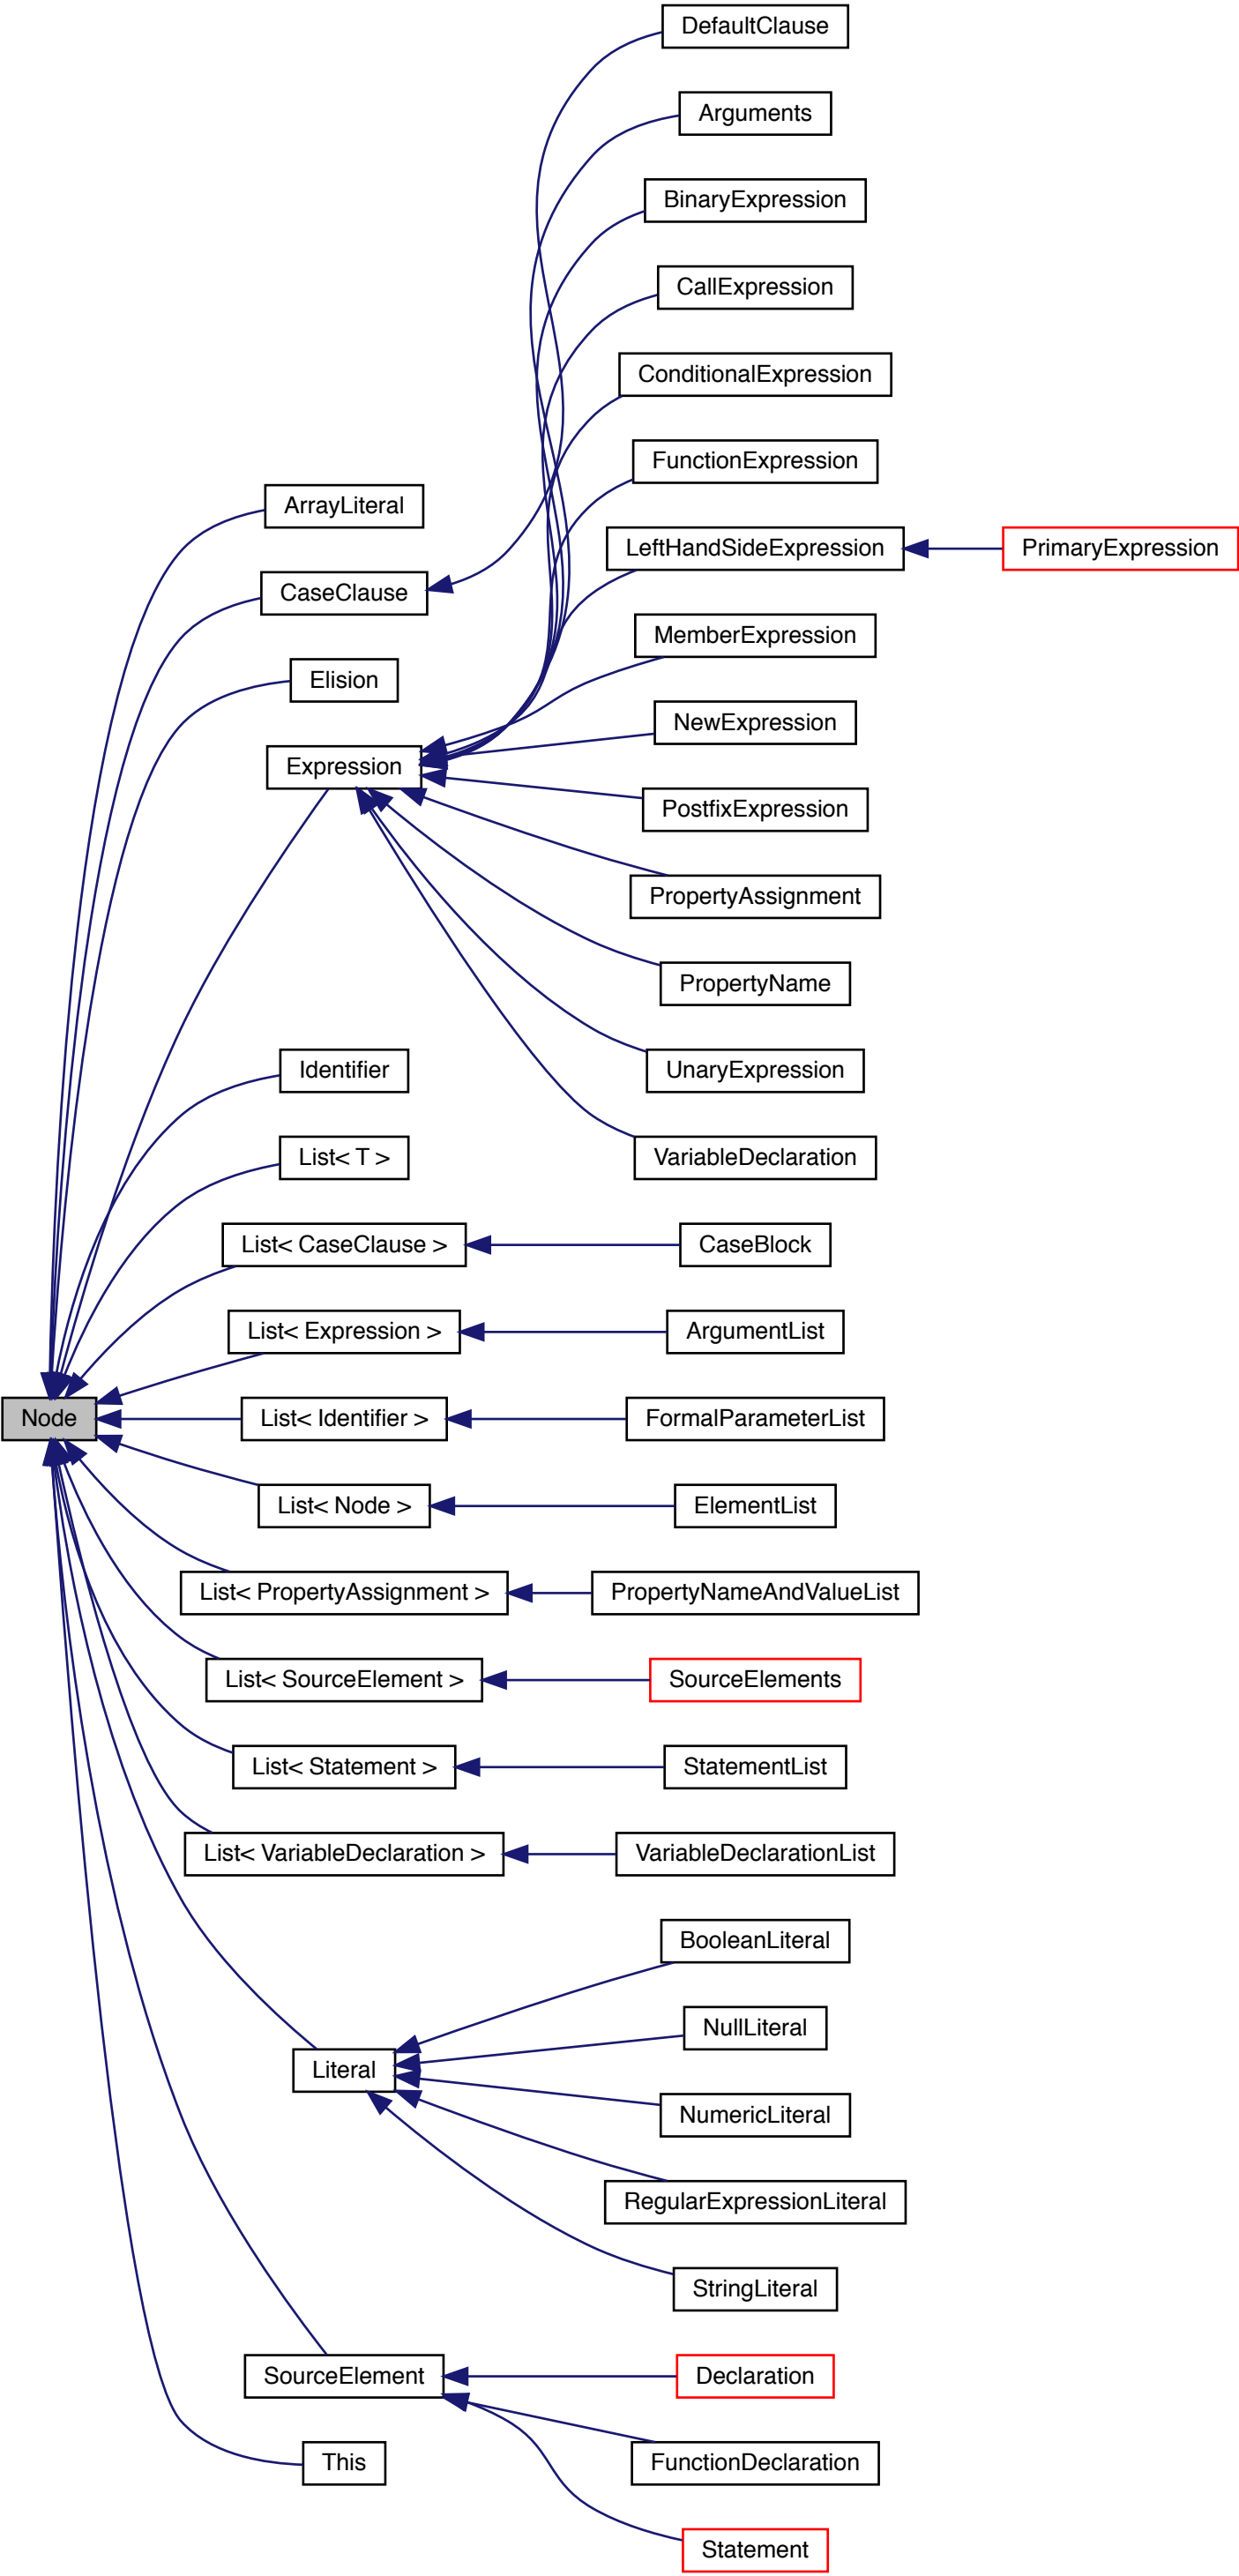 DefaultClause
Arguments
BinaryExpression
CallExpression
ConditionalExpression
FunctionExpression
ArrayLiteral
LeftHandSideExpression
PrimaryExpression
CaseClause
MemberExpression
Elision
NewExpression
Expression
PostfixExpression
PropertyAssignment
PropertyName
Identifier
UnaryExpression
List< T >
VariableDeclaration
List< CaseClause >
CaseBlock
List< Expression >
ArgumentList
Node
List< Identifier >
FormalParameterList
List< Node >
ElementList
List< PropertyAssignment >
PropertyNameAndValueList
List< SourceElement >
SourceElements
List< Statement >
StatementList
List< VariableDeclaration >
VariableDeclarationList
BooleanLiteral
NullLiteral
Literal
NumericLiteral
RegularExpressionLiteral
StringLiteral
SourceElement
Declaration
This
FunctionDeclaration
Statement